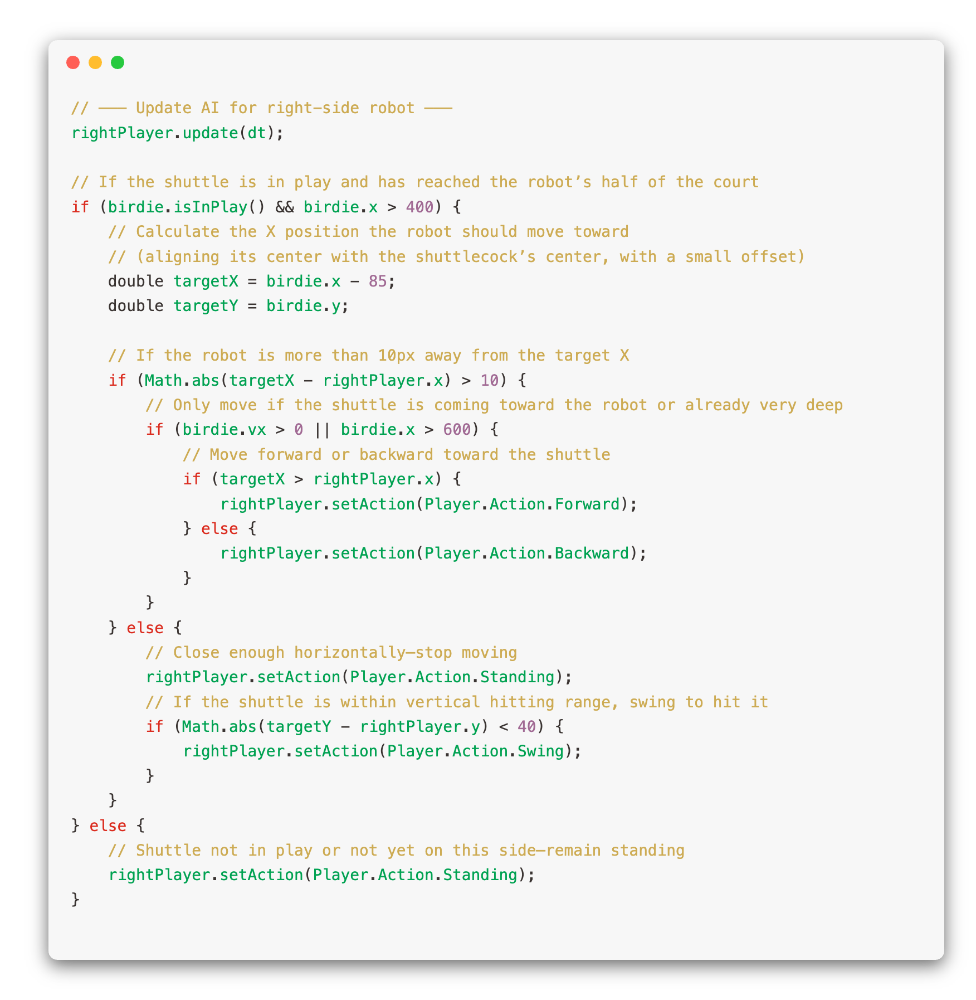 // ─── Update AI for right-side robot ───
rightPlayer.update(dt);
// If the shuttle is in play and has reached the robot’s half of the court
if (birdie.isInPlay() && birdie.x > 400) {
// Calculate the X position the robot should move toward
// (aligning its center with the shuttlecock’s center, with a small offset)
double targetX = birdie.x - 85;
double targetY = birdie.y;
// If the robot is more than 10px away from the target X
if (Math.abs(targetX - rightPlayer.x) > 10) {
// Only move if the shuttle is coming toward the robot or already very deep
if (birdie.vx > 0 || birdie.x > 600) {
// Move forward or backward toward the shuttle
if (targetX > rightPlayer.x) {
rightPlayer.setAction(Player.Action.Forward);
} else {
rightPlayer.setAction(Player.Action.Backward);
}
}
} else {
// Close enough horizontally—stop moving
rightPlayer.setAction(Player.Action.Standing);
// If the shuttle is within vertical hitting range, swing to hit it
if (Math.abs(targetY - rightPlayer.y) < 40) {
rightPlayer.setAction(Player.Action.Swing);
}
}
} else {
// Shuttle not in play or not yet on this side—remain standing
rightPlayer.setAction(Player.Action.Standing);
}